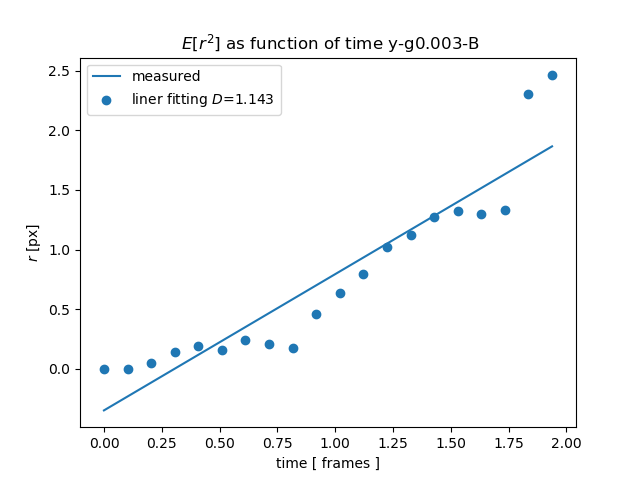 E[r²] as function of time y-g0.003-B
measured
liner fitting D=1.143
r [px]
2.5
2.0
1.5
1.0
0.5
0.0
0.00 0.25 0.50 0.75 1.00 1.25 1.50 1.75 2.00
time [ frames ]